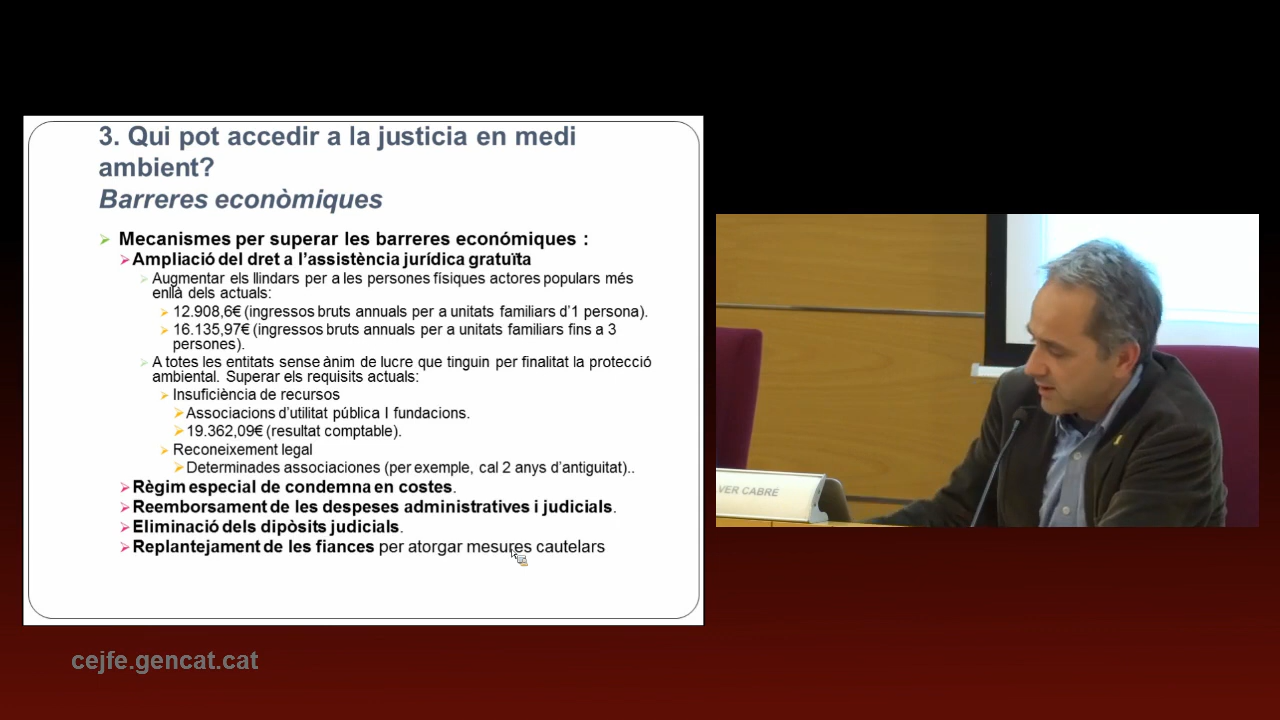 3. Qui pot accedir a la justicia en medi
ambient?
Barreres econòmiques
Mecanismes per superar les barreres económiques :
Ampliació del dret a l'assistència jurídica gratuïta
Augmentar els llindars per a les persones físiques actores populars més
enllà dels actuals:
12.908,6€ (ingressos bruts annuals per a unitats familiars d'1 persona).
16.135,97€ (ingressos bruts annuals per a unitats familiars fins a 3
persones).
A totes les entitats sense ànim de lucre que tinguin per finalitat la protecció
ambiental. Superar els requisits actuals:
Insuficiència de recursos
Associacions d'utilitat pública I fundacions.
19.362,09€ (resultat comptable).
Reconeixement legal
Determinades associacions (per exemple, cal 2 anys d'antiguitat)..
Règim especial de condemna en costes.
Reemborsament de les despeses administratives i judicials.
Eliminació dels dipòsits judicials.
Replantejament de les fiances per atorgar mesures cautelars
VER CABRÉ
cejfe.gencat.cat